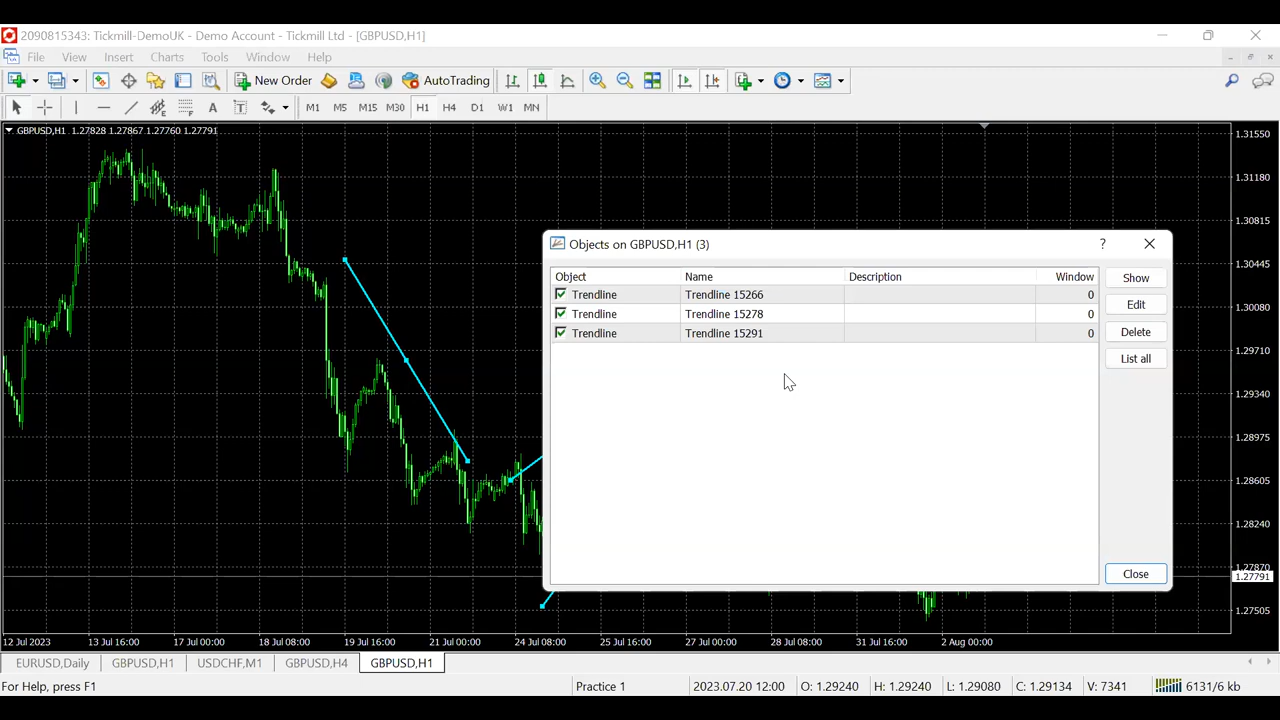 2090815343: Tickmill-DemoUK - Demo Account - Tickmill Ltd - [GBPUSD,H1]
File View Insert Charts Tools Window Help
New Order AutoTrading
A T M1 M5 M15 M30 H1 H4 D1 W1 MN
GBPUSD,H1 1.27828 1.27867 1.27760 1.27791
1.31550
1.31180
1.30815
1.30445
1.30080
1.29710
1.29340
1.28975
1.28605
1.28240
1.27870
1.27791
1.27505
Objects on GBPUSD,H1 (3) ?
Object Name Description Window
Trendline Trendline 15266 0
Trendline Trendline 15278 0
Trendline Trendline 15291 0
Show
Edit
Delete
List all
Close
12 Jul 2023 13 Jul 16:00 17 Jul 00:00 18 Jul 08:00 19 Jul 16:00 21 Jul 00:00 24 Jul 08:00 25 Jul 16:00 27 Jul 00:00 28 Jul 08:00 31 Jul 16:00 2 Aug 00:00
EURUSD,Daily GBPUSD,H1 USDCHF,M1 GBPUSD,H4 GBPUSD,H1
For Help, press F1 Practice 1 2023.07.20 12:00 O: 1.29240 H: 1.29240 L: 1.29080 C: 1.29134 V: 7341 6131/6 kb